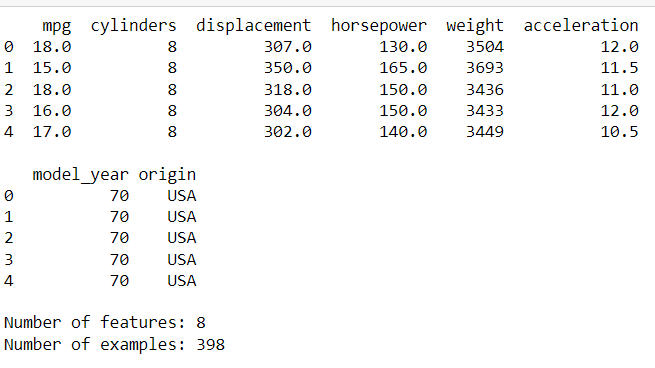 mpg cylinders displacement horsepower weight acceleration
0 18.0 8 307.0 130.0 3504 12.0
1 15.0 8 350.0 165.0 3693 11.5
2 18.0 8 318.0 150.0 3436 11.0
3 16.0 8 304.0 150.0 3433 12.0
4 17.0 8 302.0 140.0 3449 10.5
model_year origin
0 70 USA
1 70 USA
2 70 USA
3 70 USA
4 70 USA
Number of features: 8
Number of examples: 398